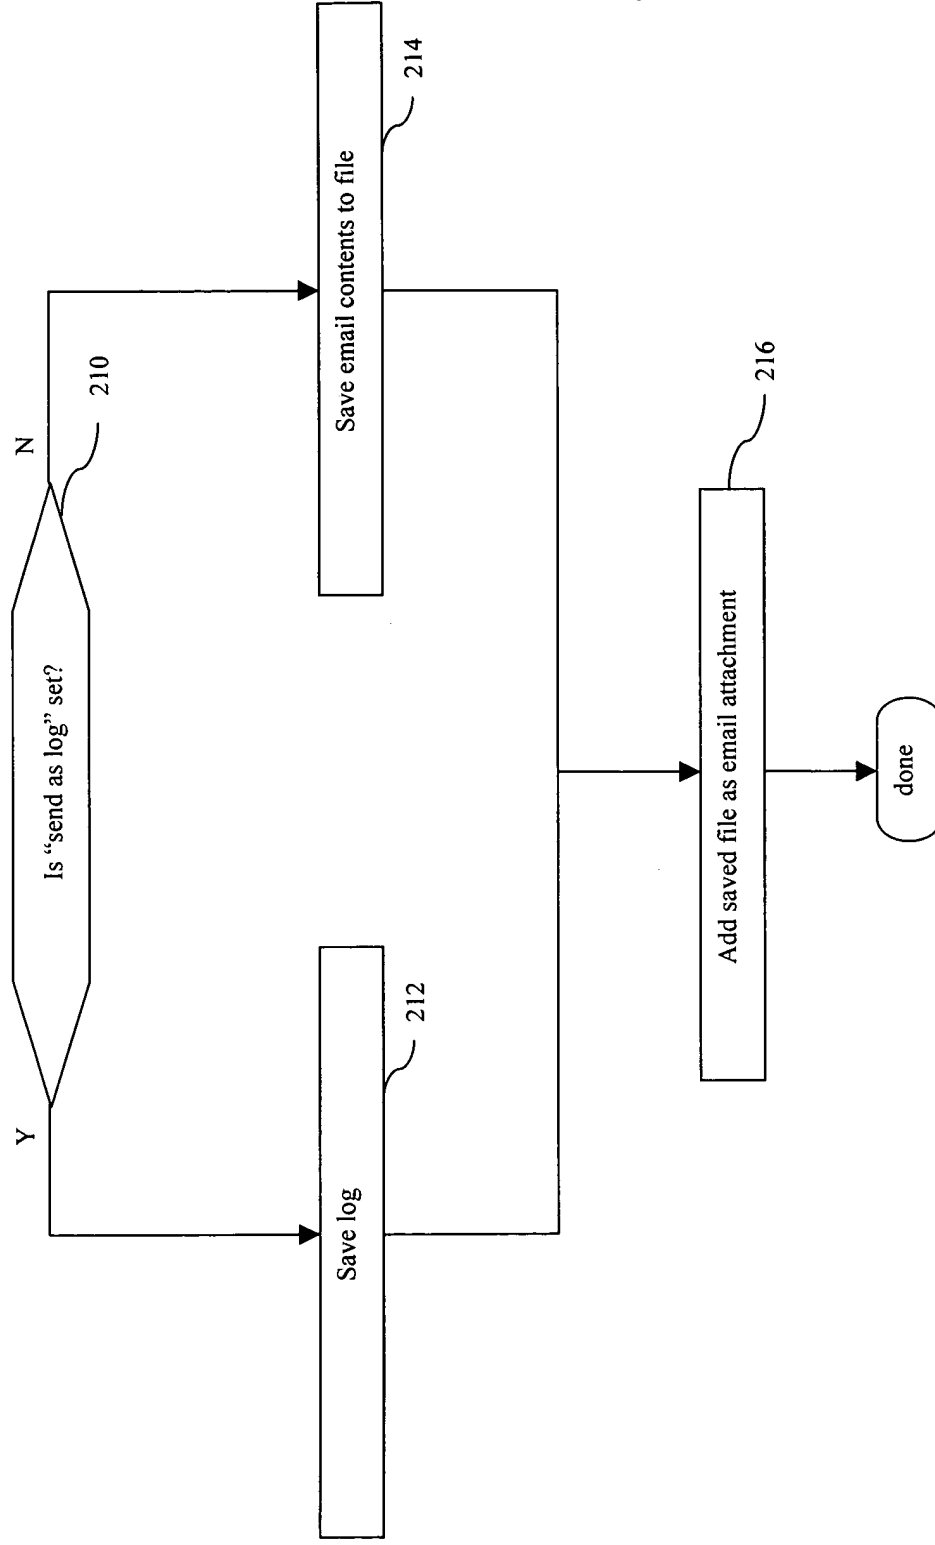 Is “send as log” set?
Y
N
210
Save log
212
Save email contents to file
214
Add saved file as email attachment
216
done